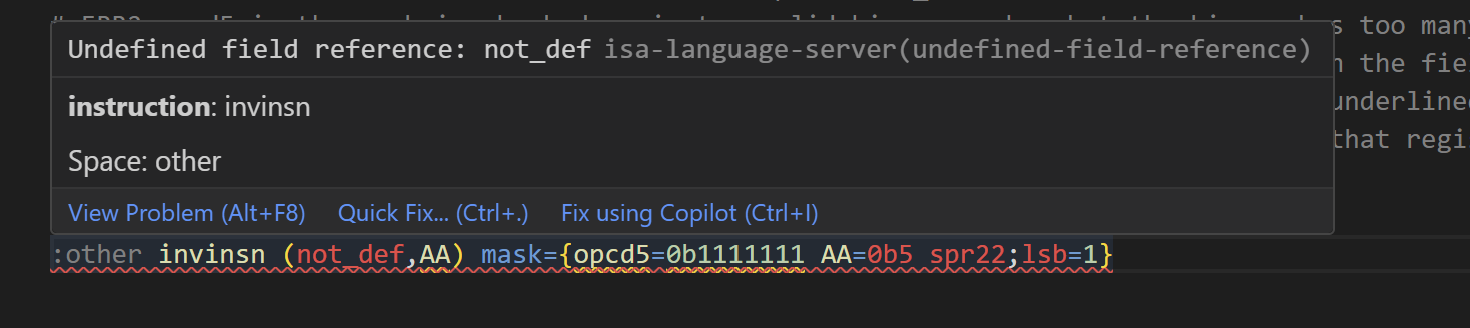 s too many
Undefined field reference: not_def isa-language-server(undefined-field-reference)
n the fie
instruction: invinsn
underlined
that regi
Space: other
View Problem (Alt+F8) Quick Fix... (Ctrl+.) Fix using Copilot (Ctrl+I)
:other invinsn (not_def,AA) mask={opcd5=0b1111111 AA=0b5 spr22;lsb=1}